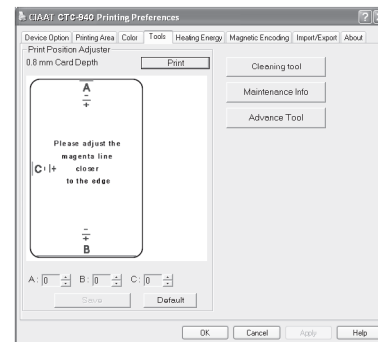 CIAAT CTC-940 Printing Preferences
Device Option Printing Area Color Tools Heating Energy Magnetic Encoding Import/Export About
Print Position Adjuster
0.8 mm Card Depth Print
A
-
+
Please adjust the
magenta line
closer
to the edge
C - +
-
+
B
A: 0 B: 0 C: 0
Save Default
Cleaning tool
Maintenance Info
Advance Tool
OK Cancel Apply Help